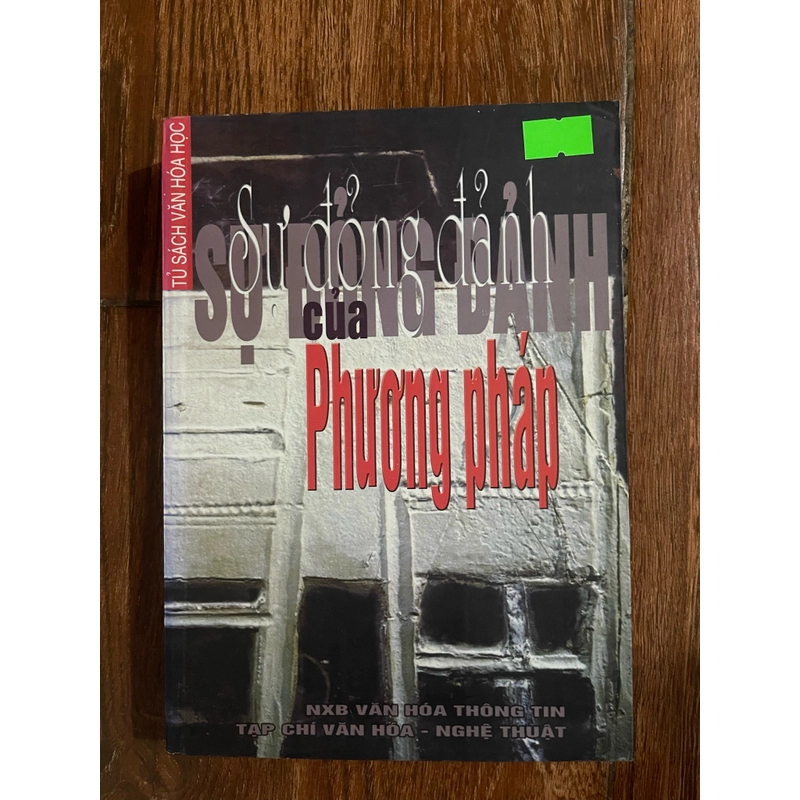 TỦ SÁCH VĂN HÓA HỌC
Sự đỏng đảnh
SỰ ĐỎNG ĐẢNH
của
Phương pháp
NXB VĂN HÓA THÔNG TIN
TẠP CHÍ VĂN HÓA - NGHỆ THUẬT